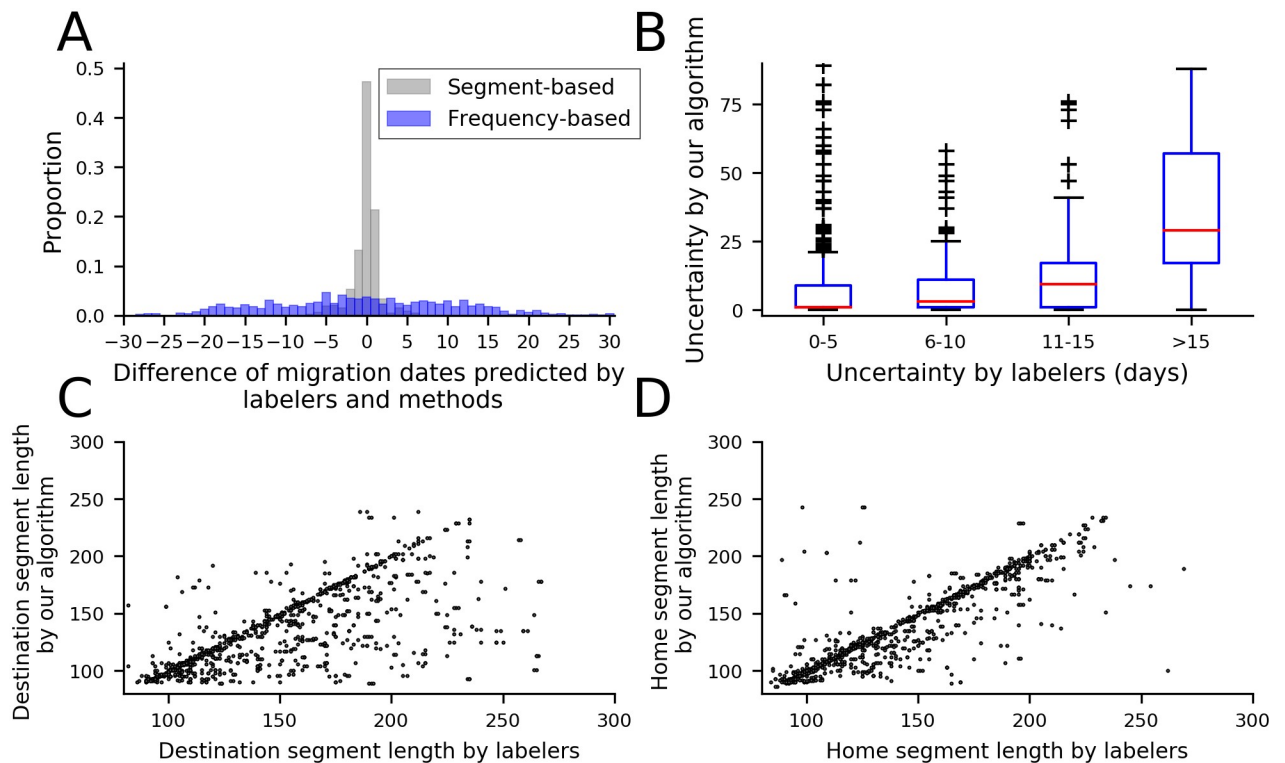 A
0.5
0.4
0.3
0.2
0.1
0.0
Proportion
Segment-based
Frequency-based
−30 −25 −20 −15 −10 −5 0 5 10 15 20 25 30
Difference of migration dates predicted by
labelers and methods
B
Uncertainty by our algorithm
75
50
25
0
0-5 6-10 11-15 >15
Uncertainty by labelers (days)
C
Destination segment length
by our algorithm
300
250
200
150
100
100 150 200 250 300
Destination segment length by labelers
D
Home segment length
by our algorithm
300
250
200
150
100
100 150 200 250 300
Home segment length by labelers